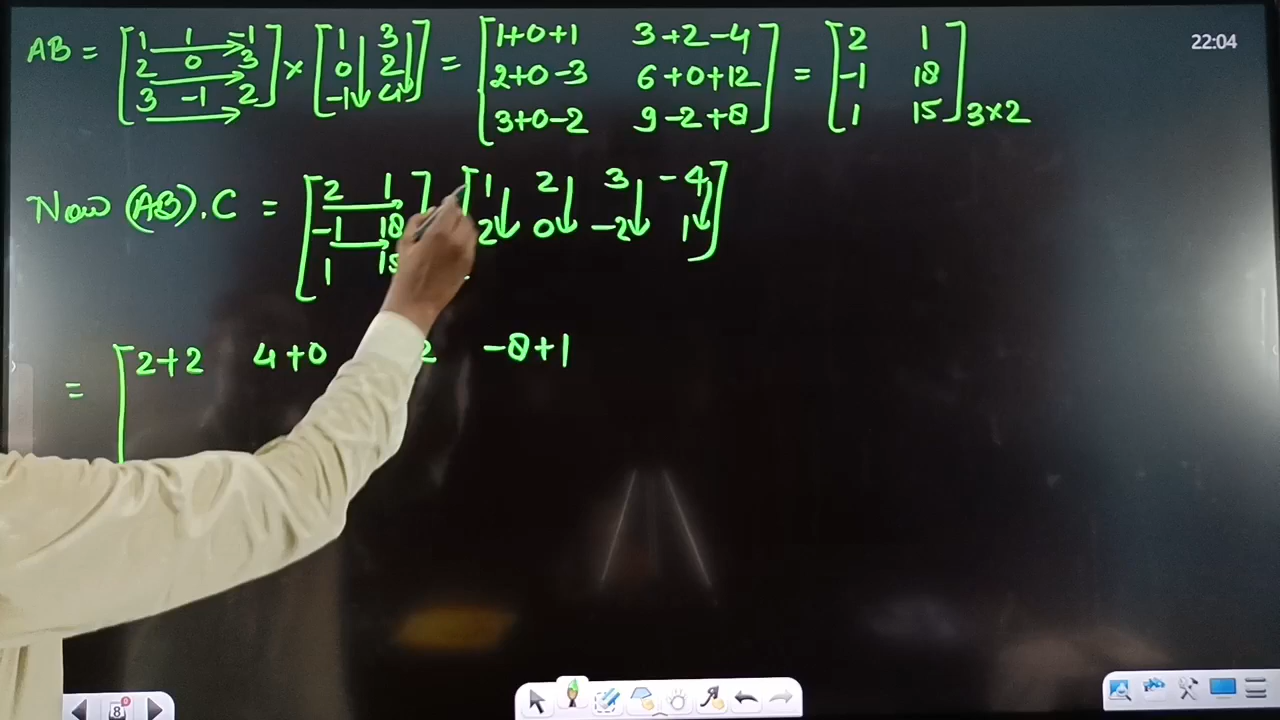 22:04
AB = [1 1 -1 × [1 3 = [1+0+1 3+2-4 = [2 1
2 0 3 0 2 2+0-3 6+0+12 -1 18
3 -1 2] -1 4] 3+0-2 9-2+8] 1 15] 3×2
Now (AB).C = [2 1 [1 2 3 -4
-1 18 2 0 -2 1]
1 15
= [2+2 4+0 2 -8+1
8